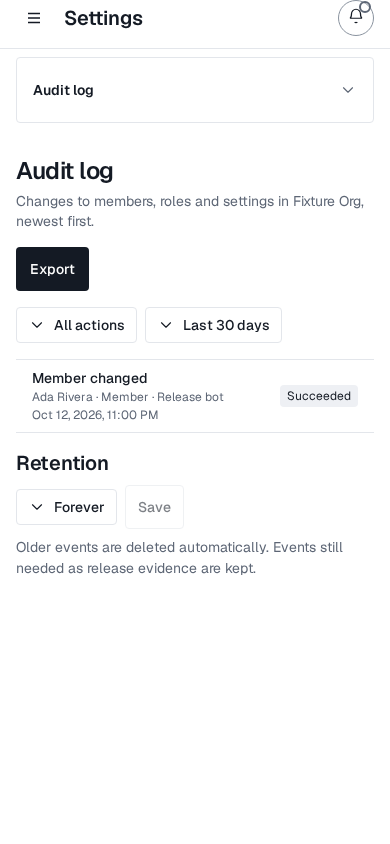 Settings
Audit log
Audit log
Changes to members, roles and settings in Fixture Org,
newest first.
Export
All actions
Last 30 days
Member changed
Ada Rivera · Member · Release bot
Oct 12, 2026, 11:00 PM
Succeeded
Retention
Forever
Save
Older events are deleted automatically. Events still
needed as release evidence are kept.